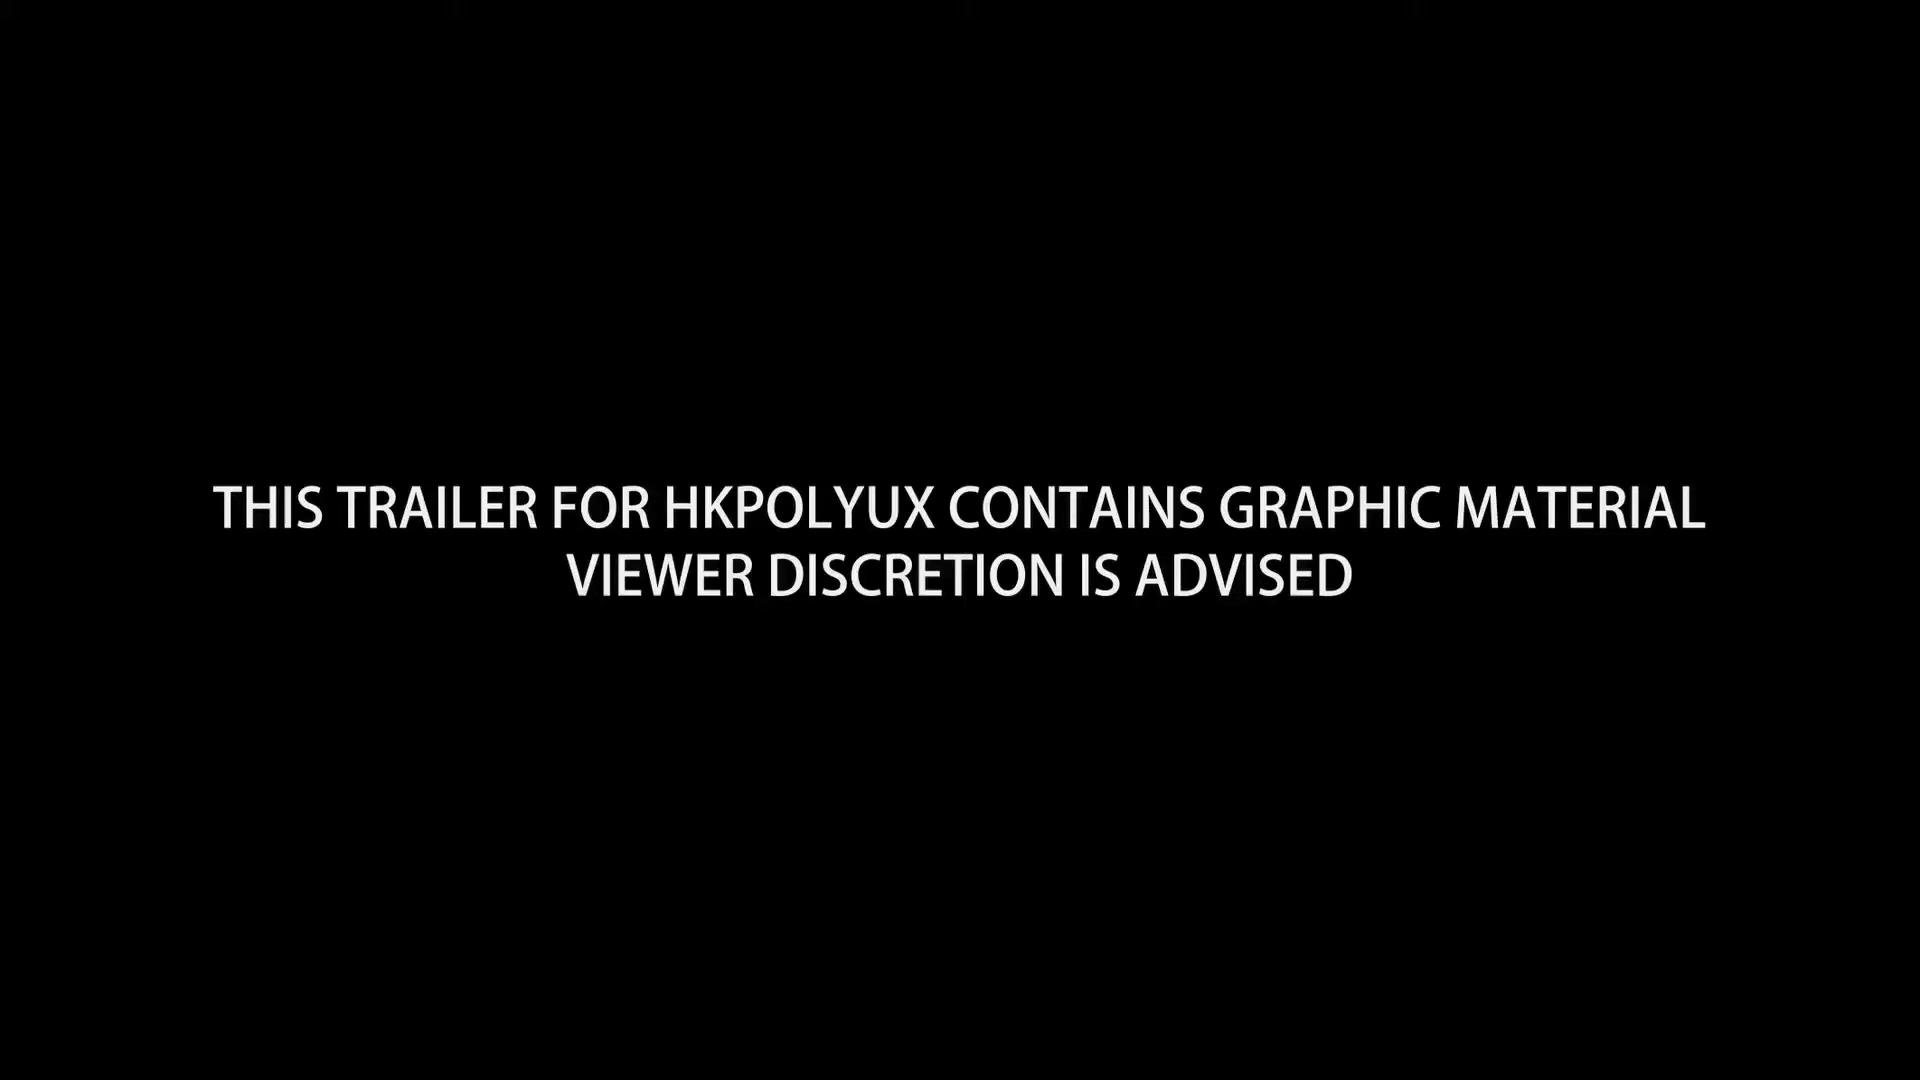 THIS TRAILER FOR HKPOLYUX CONTAINS GRAPHIC MATERIAL
VIEWER DISCRETION IS ADVISED